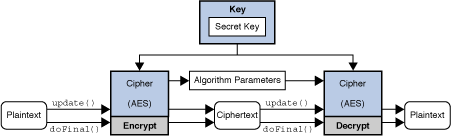 Key
Secret Key
Cipher
(AES)
Encrypt
Algorithm Parameters
Cipher
(AES)
Decrypt
Plaintext
update()
doFinal()
Ciphertext
update()
doFinal()
Plaintext